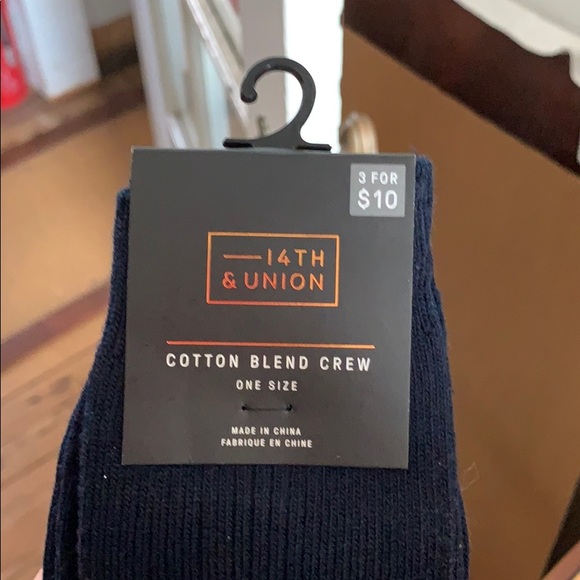 3 FOR
$10
—14TH
& UNION
COTTON BLEND CREW
ONE SIZE
MADE IN CHINA
FABRIQUE EN CHINE